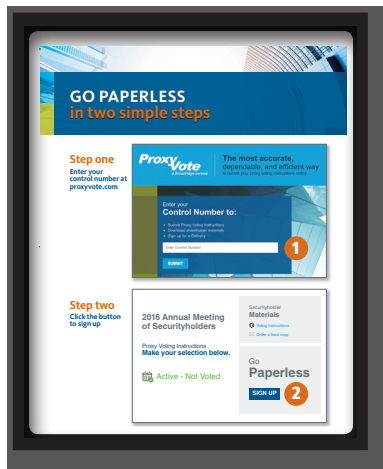 GO PAPERLESS
in two simple steps
Step one
Enter your
control number at
proxyvote.com
ProxyVote
a Broadridge service
The most accurate,
dependable, and efficient way
to submit your proxy voting instructions online
Enter your
Control Number to:
Submit Proxy Voting Instructions
Download shareholder materials
Sign up for e-Delivery
Enter Control Number
SUBMIT
1
Step two
Click the button
to sign up
2016 Annual Meeting
of Securityholders
Proxy Voting Instructions
Make your selection below.
Active - Not Voted
Securityholder
Materials
Voting Instructions
Order a hard copy
Go
Paperless
SIGN UP
2